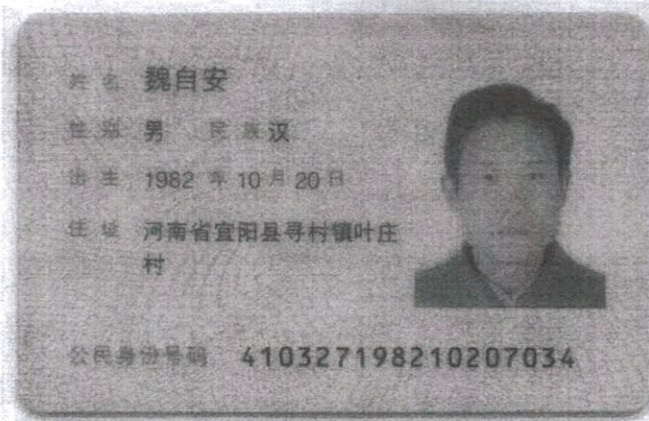 姓名 魏自安
性别 男 民族 汉
出生 1982 年 10 月 20 日
住址 河南省宜阳县寻村镇叶庄
村
公民身份号码 410327198210207034